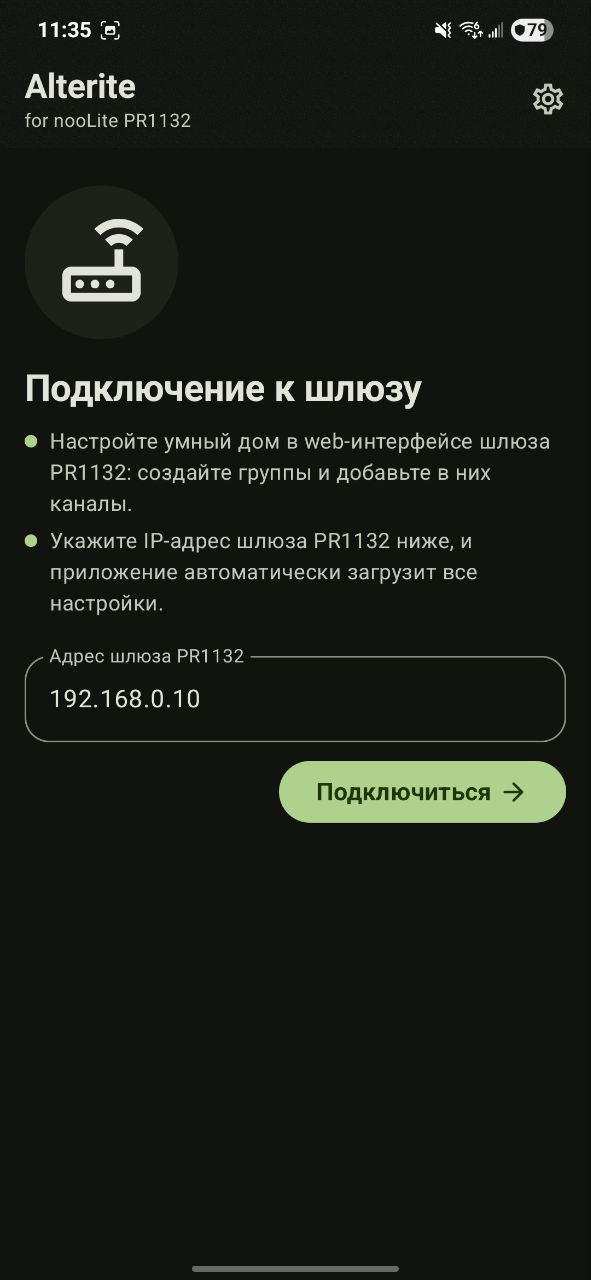 11:35
79
Alterite
for nooLite PR1132
Подключение к шлюзу
Настройте умный дом в web-интерфейсе шлюза
PR1132: создайте группы и добавьте в них
каналы.
Укажите IP-адрес шлюза PR1132 ниже, и
приложение автоматически загрузит все
настройки.
Адрес шлюза PR1132
192.168.0.10
Подключиться